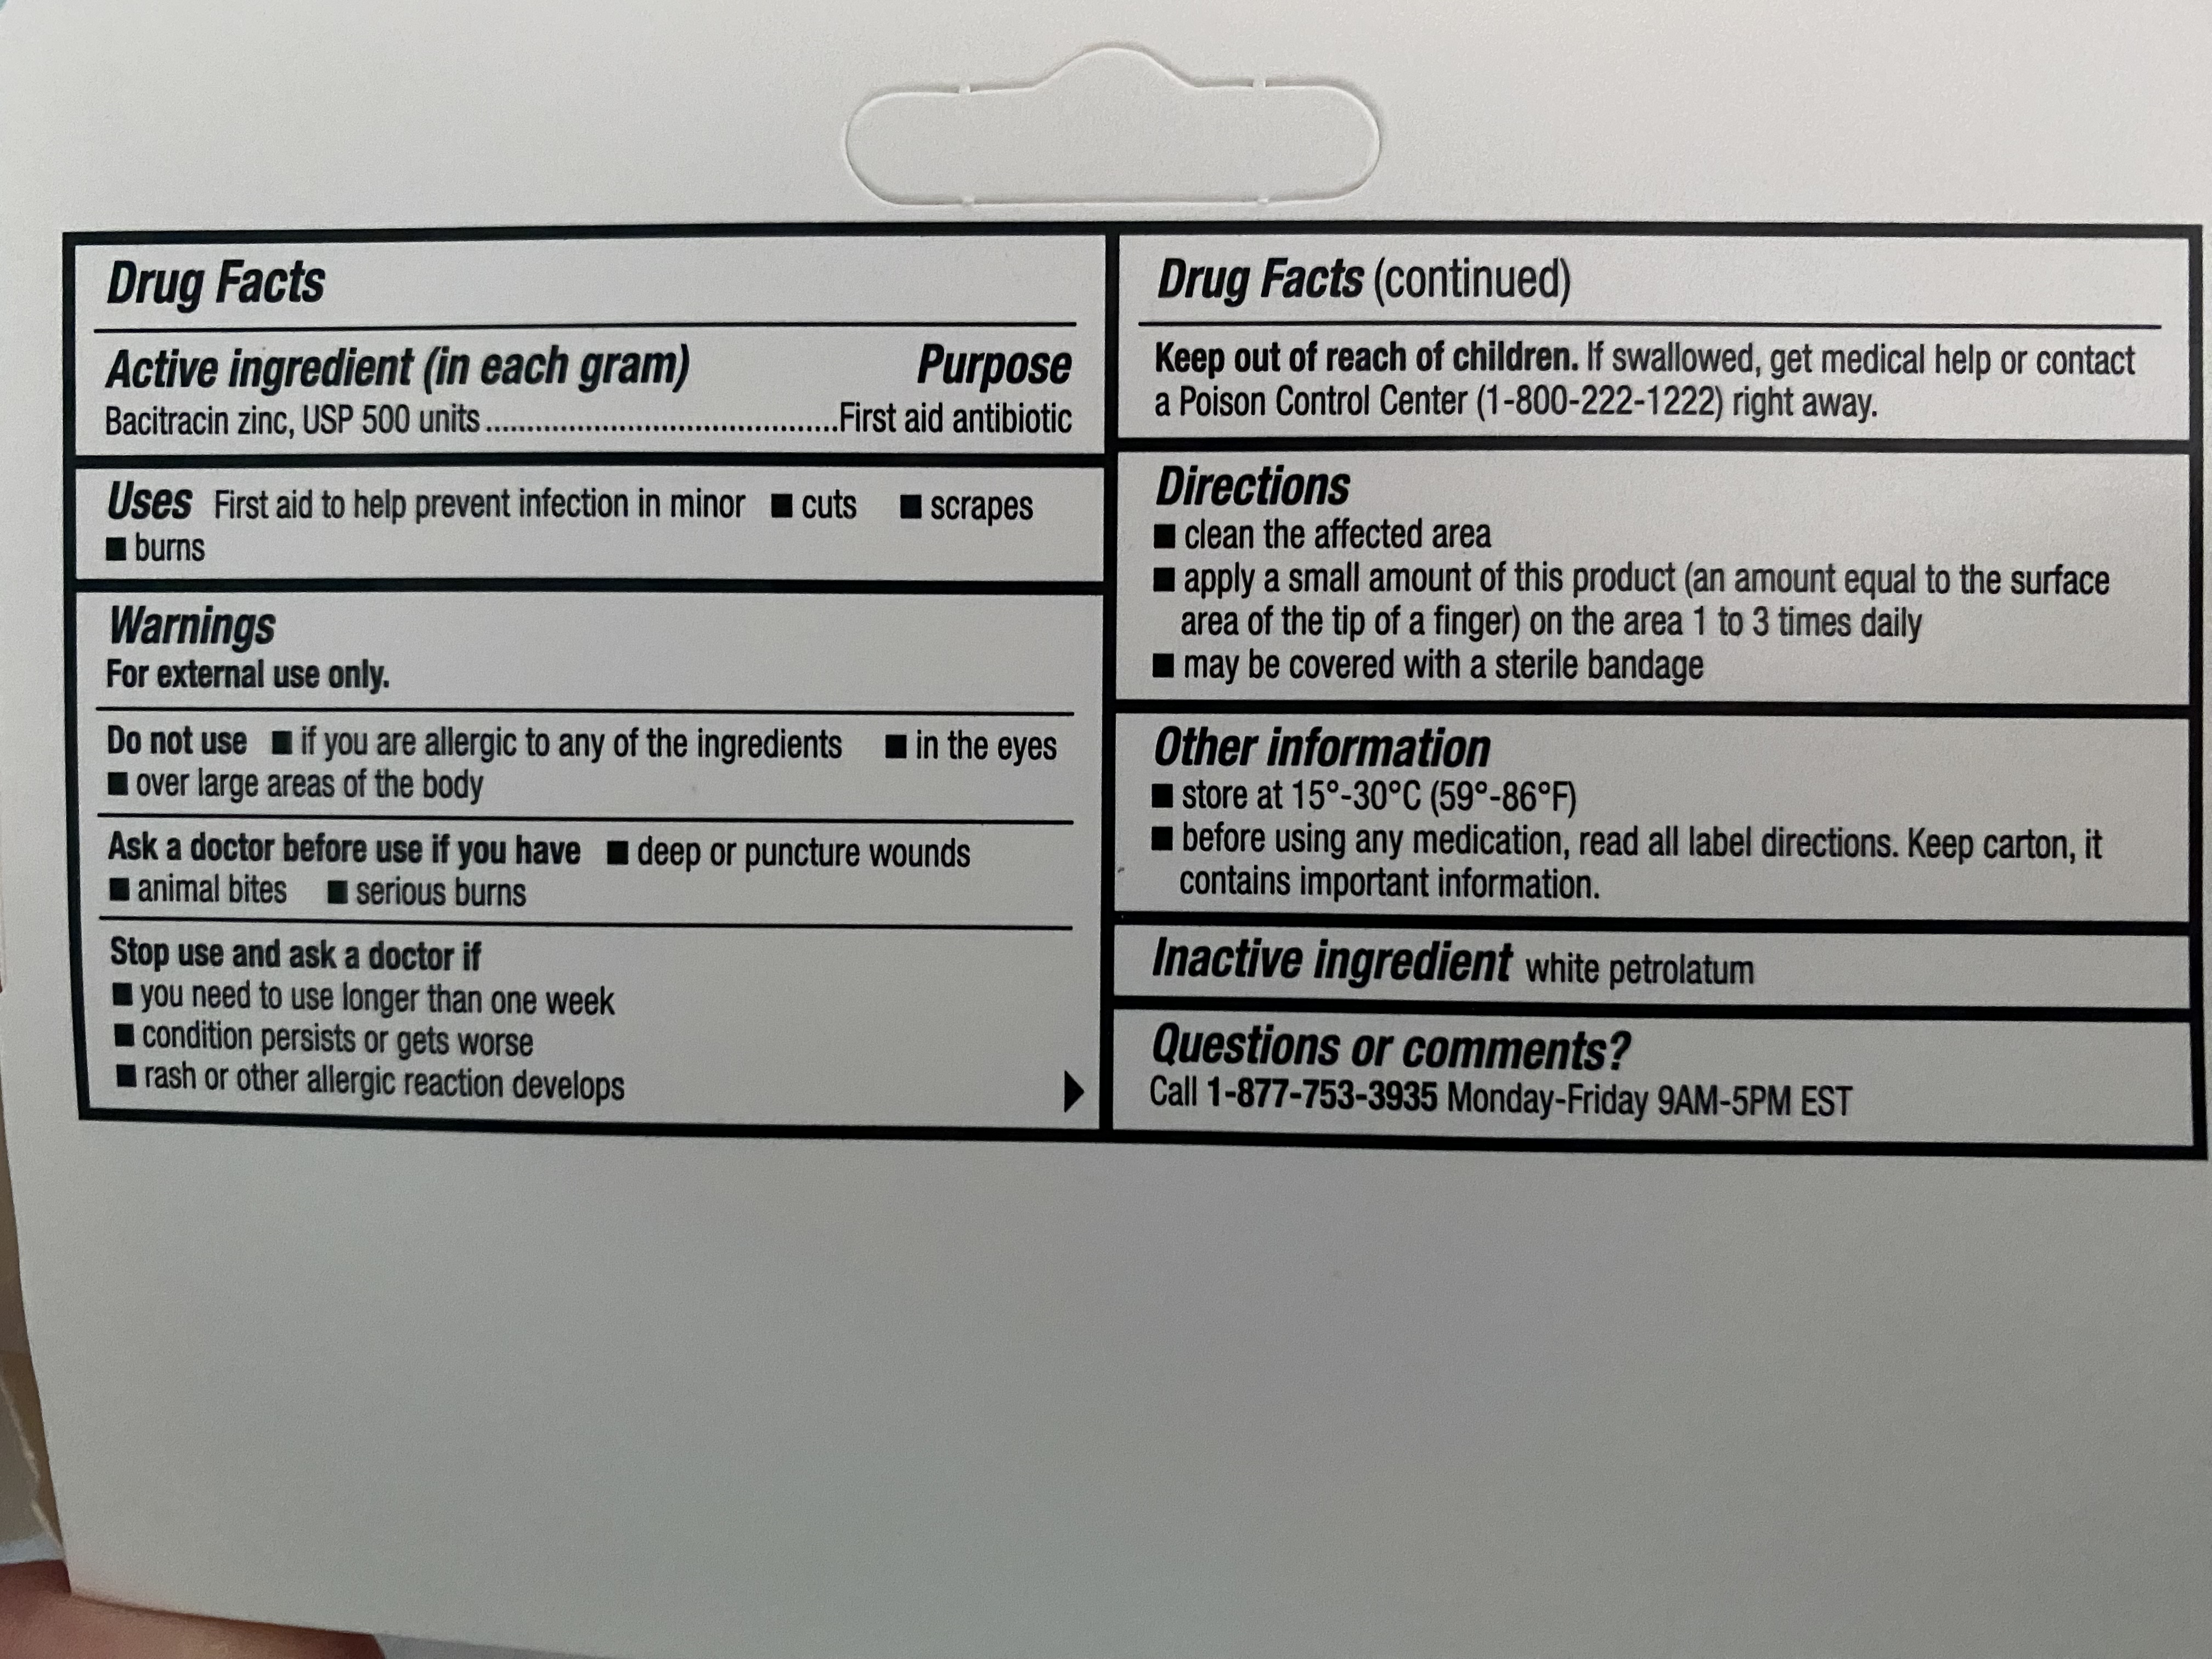 Drug Facts
Active ingredient (in each gram) Purpose
Bacitracin zinc, USP 500 units..........................................First aid antibiotic
Uses First aid to help prevent infection in minor ■ cuts ■ scrapes
■ burns
Warnings
For external use only.
Do not use ■ if you are allergic to any of the ingredients ■ in the eyes
■ over large areas of the body
Ask a doctor before use if you have ■ deep or puncture wounds
■ animal bites ■ serious burns
Stop use and ask a doctor if
■ you need to use longer than one week
■ condition persists or gets worse
■ rash or other allergic reaction develops
Drug Facts (continued)
Keep out of reach of children. If swallowed, get medical help or contact
a Poison Control Center (1-800-222-1222) right away.
Directions
■ clean the affected area
■ apply a small amount of this product (an amount equal to the surface
area of the tip of a finger) on the area 1 to 3 times daily
■ may be covered with a sterile bandage
Other information
■ store at 15°-30°C (59°-86°F)
■ before using any medication, read all label directions. Keep carton, it
contains important information.
Inactive ingredient white petrolatum
Questions or comments?
Call 1-877-753-3935 Monday-Friday 9AM-5PM EST